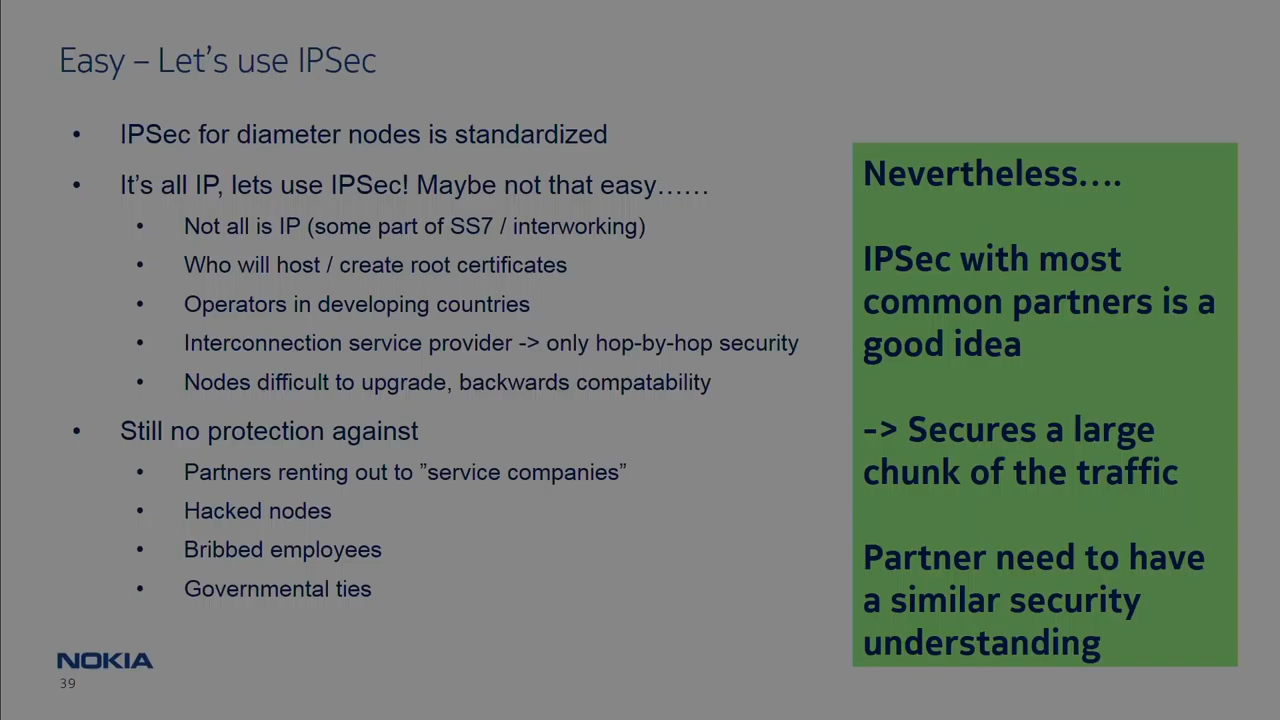 Easy – Let's use IPSec
• IPSec for diameter nodes is standardized
• It's all IP, lets use IPSec! Maybe not that easy……
• Not all is IP (some part of SS7 / interworking)
• Who will host / create root certificates
• Operators in developing countries
• Interconnection service provider -> only hop-by-hop security
• Nodes difficult to upgrade, backwards compatability
• Still no protection against
• Partners renting out to ”service companies”
• Hacked nodes
• Bribbed employees
• Governmental ties
Nevertheless….
IPSec with most
common partners is a
good idea
-> Secures a large
chunk of the traffic
Partner need to have
a similar security
understanding
NOKIA
39